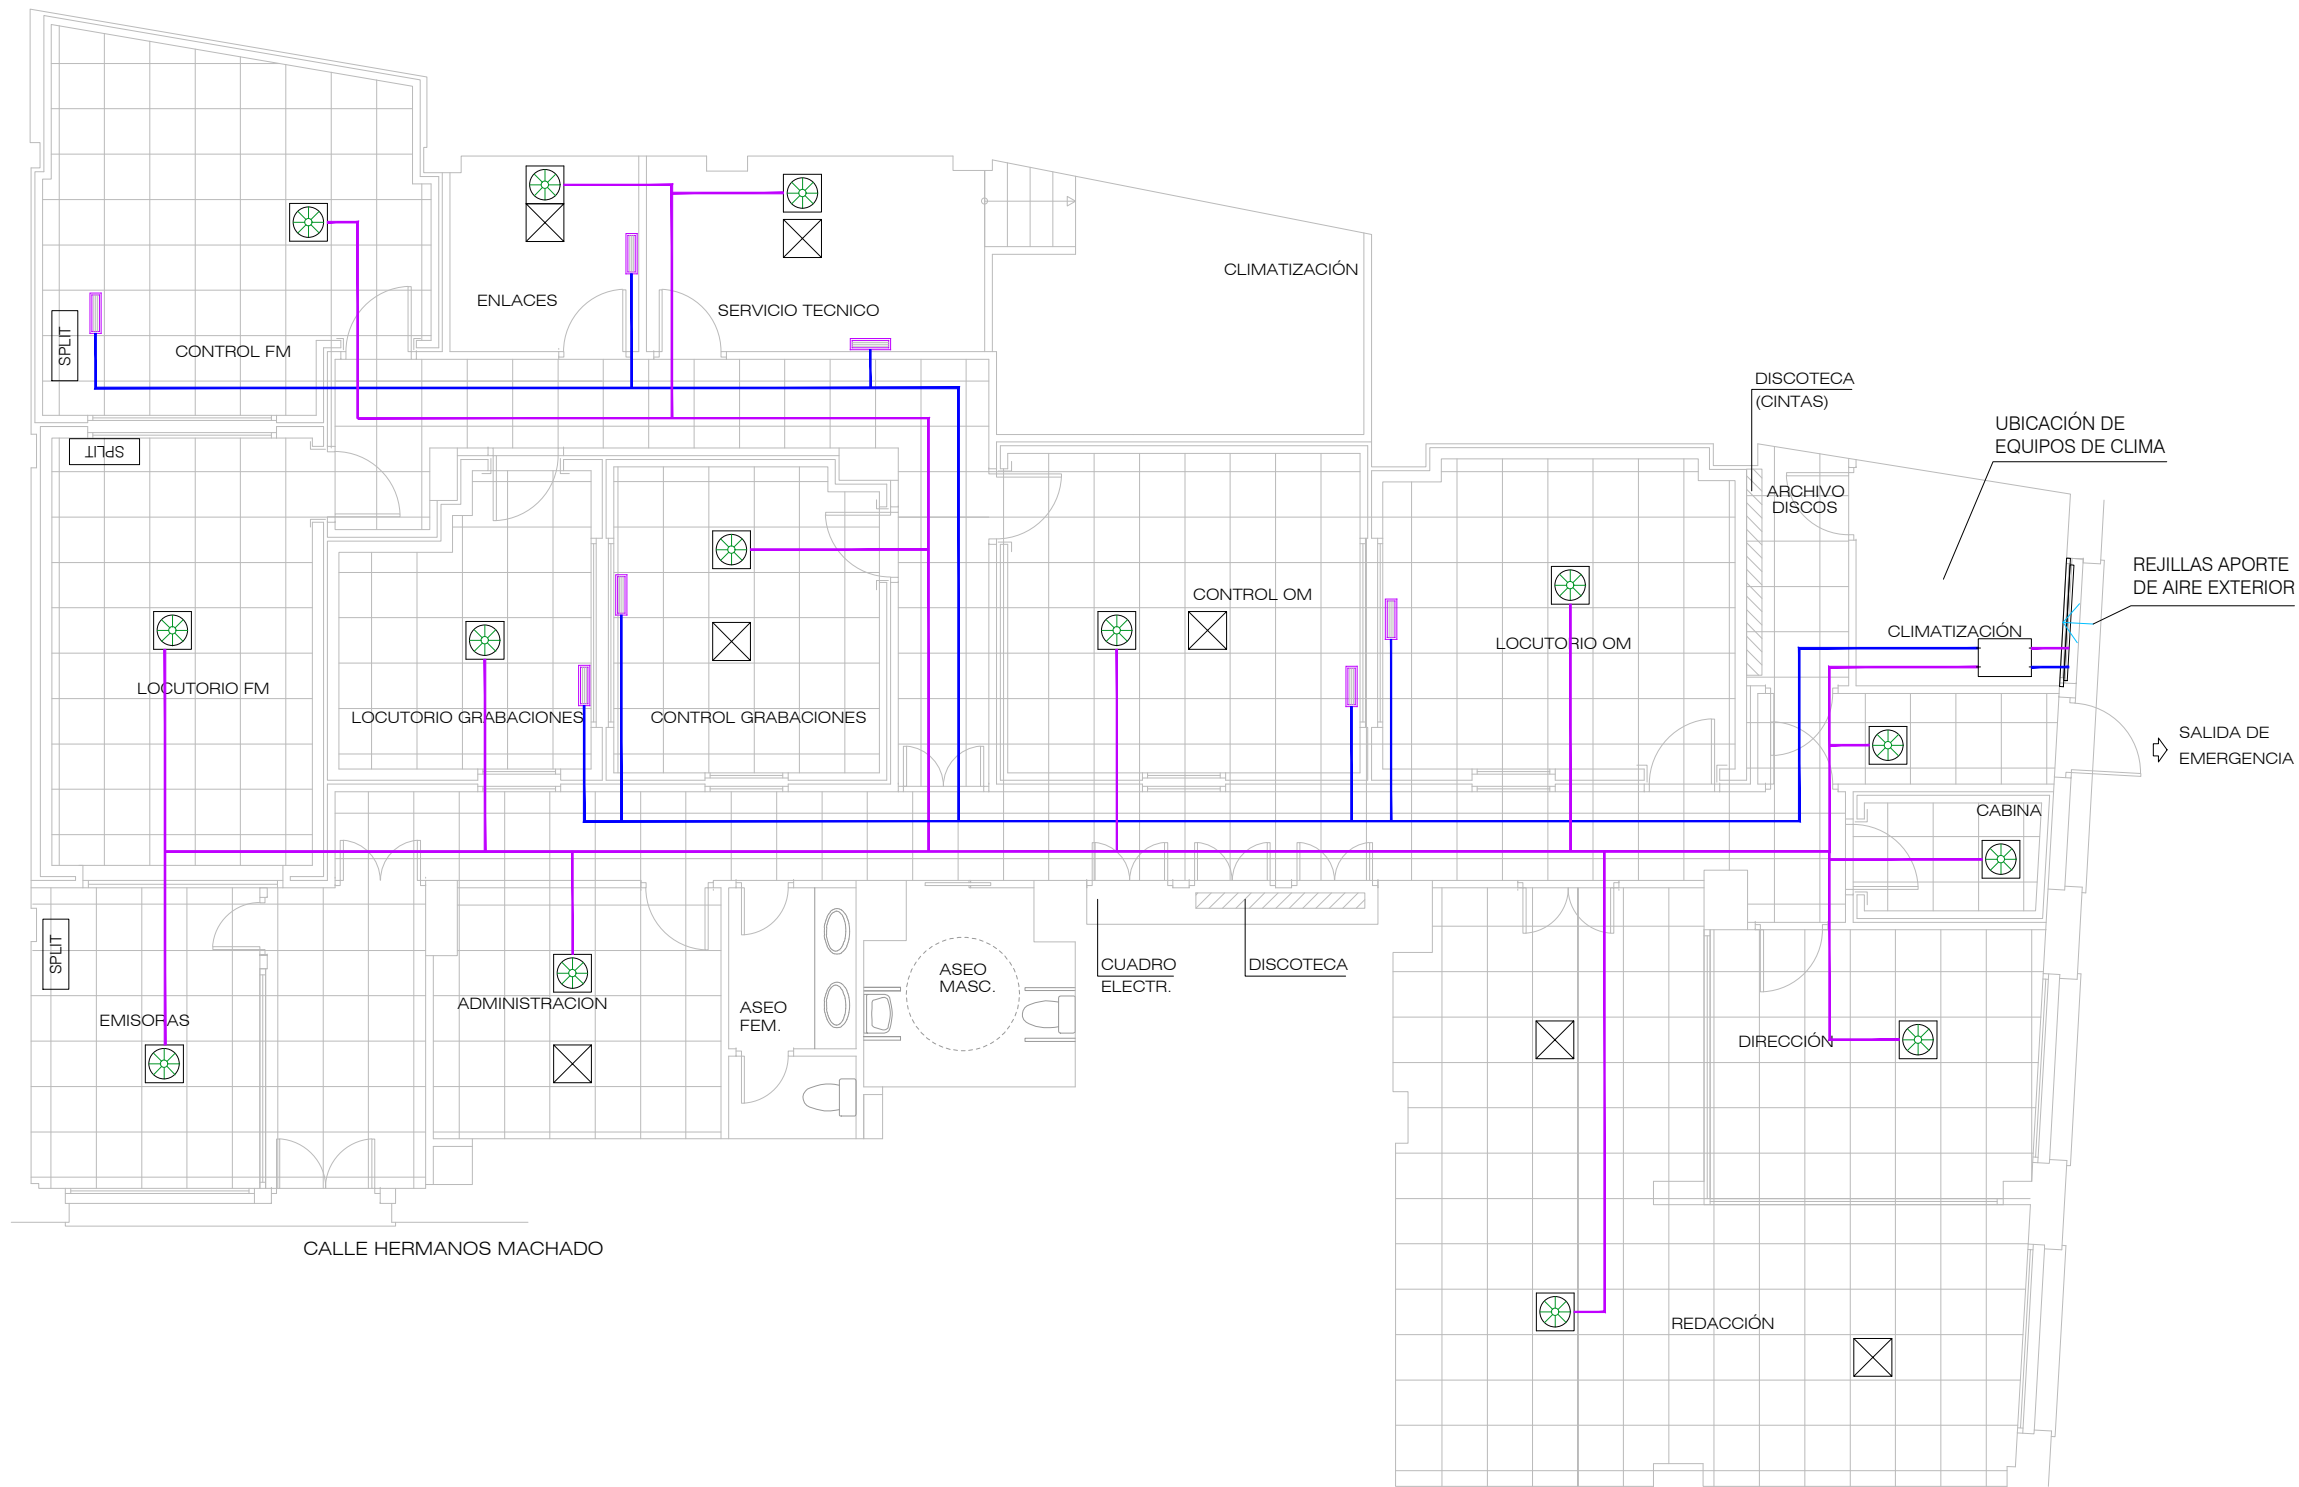 CLIMATIZACIÓN
ENLACES
SERVICIO TECNICO
SPLIT
CONTROL FM
DISCOTECA
(CINTAS)
UBICACIÓN DE
EQUIPOS DE CLIMA
SPLIT
ARCHIVO
DISCOS
REJILLAS APORTE
DE AIRE EXTERIOR
CONTROL OM
LOCUTORIO OM
CLIMATIZACIÓN
LOCUTORIO FM
LOCUTORIO GRABACIONES
CONTROL GRABACIONES
SALIDA DE
EMERGENCIA
CABINA
SPLIT
CUADRO
ELECTR.
DISCOTECA
ASEO
MASC.
ADMINISTRACION
ASEO
FEM.
EMISORAS
DIRECCIÓN
CALLE HERMANOS MACHADO
REDACCIÓN